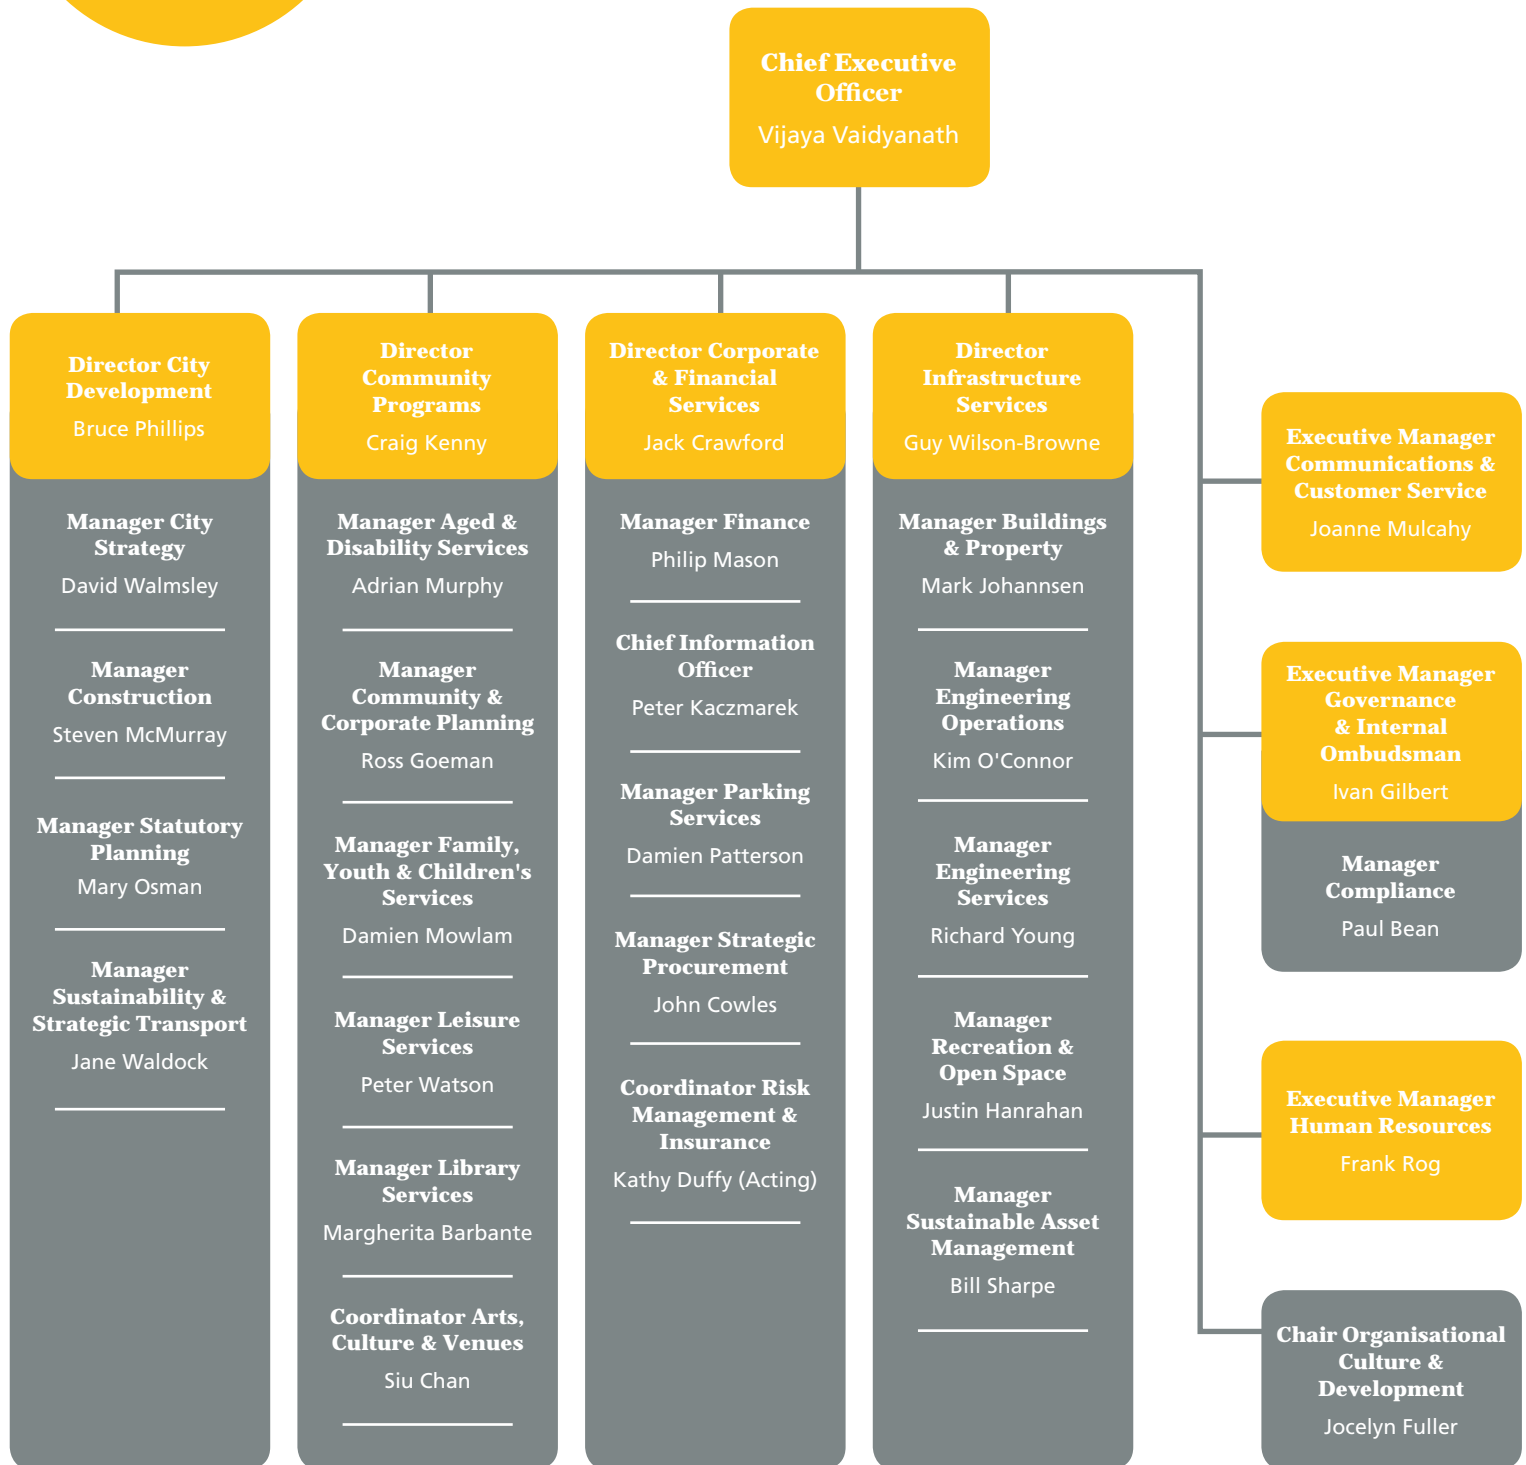 Chief Executive
Officer
Vijaya Vaidyanath
Director City
Development
Bruce Phillips
Manager City
Strategy
David Walmsley
Manager
Construction
Steven McMurray
Manager Statutory
Planning
Mary Osman
Manager
Sustainability &
Strategic Transport
Jane Waldock
Director
Community
Programs
Craig Kenny
Manager Aged &
Disability Services
Adrian Murphy
Manager
Community &
Corporate Planning
Ross Goeman
Manager Family,
Youth & Children's
Services
Damien Mowlam
Manager Leisure
Services
Peter Watson
Manager Library
Services
Margherita Barbante
Coordinator Arts,
Culture & Venues
Siu Chan
Director Corporate
& Financial
Services
Jack Crawford
Manager Finance
Philip Mason
Chief Information
Officer
Peter Kaczmarek
Manager Parking
Services
Damien Patterson
Manager Strategic
Procurement
John Cowles
Coordinator Risk
Management &
Insurance
Kathy Duffy (Acting)
Director
Infrastructure
Services
Guy Wilson-Browne
Manager Buildings
& Property
Mark Johannsen
Manager
Engineering
Operations
Kim O'Connor
Manager
Engineering
Services
Richard Young
Manager
Recreation &
Open Space
Justin Hanrahan
Manager
Sustainable Asset
Management
Bill Sharpe
Executive Manager
Communications &
Customer Service
Joanne Mulcahy
Executive Manager
Governance
& Internal
Ombudsman
Ivan Gilbert
Manager
Compliance
Paul Bean
Executive Manager
Human Resources
Frank Rog
Chair Organisational
Culture &
Development
Jocelyn Fuller